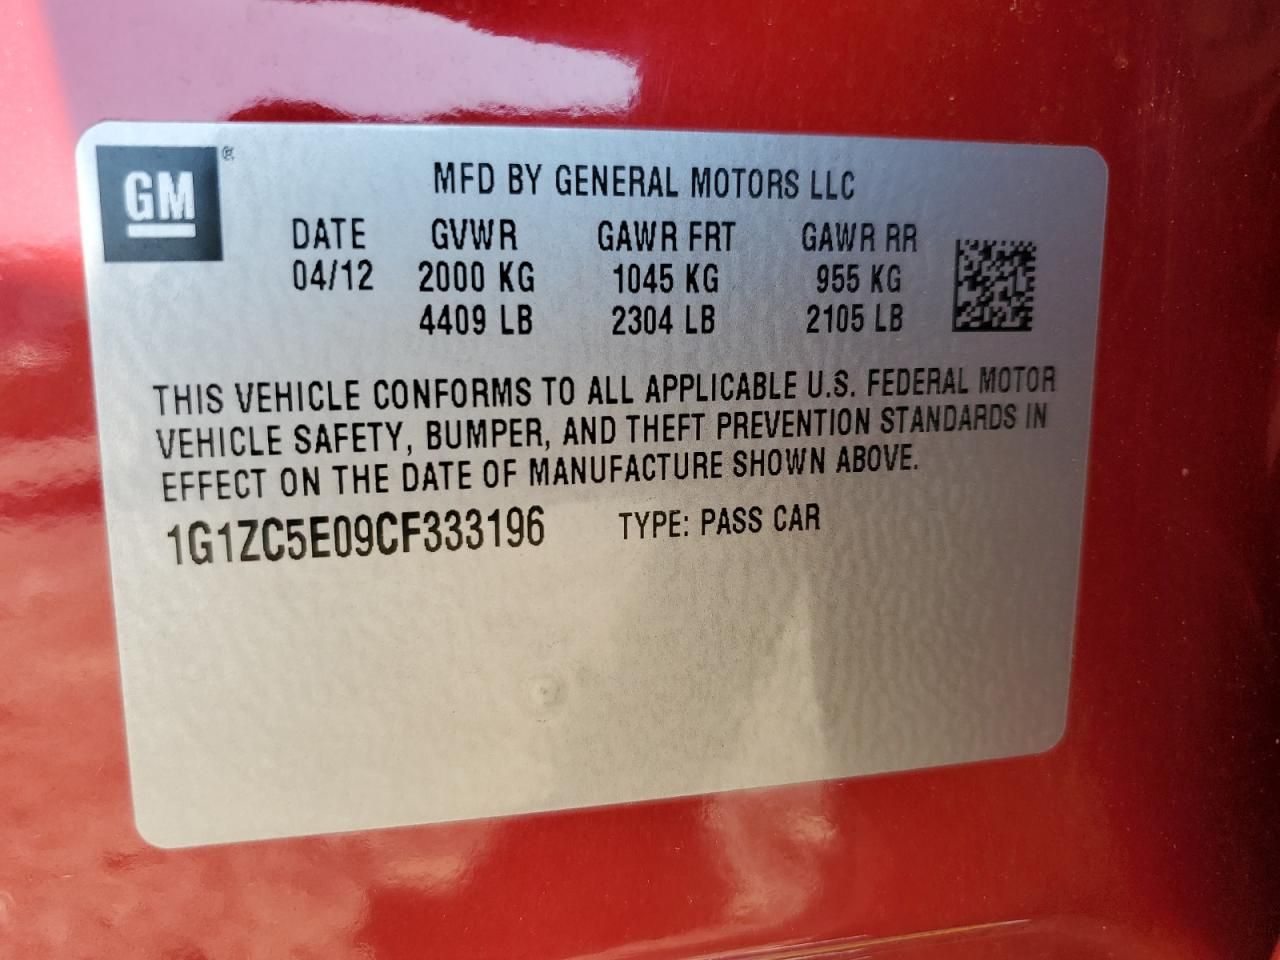 GM®
MFD BY GENERAL MOTORS LLC
DATE GVWR GAWR FRT GAWR RR
04/12 2000 KG 1045 KG 955 KG
4409 LB 2304 LB 2105 LB
THIS VEHICLE CONFORMS TO ALL APPLICABLE U.S. FEDERAL MOTOR
VEHICLE SAFETY, BUMPER, AND THEFT PREVENTION STANDARDS IN
EFFECT ON THE DATE OF MANUFACTURE SHOWN ABOVE.
1G1ZC5E09CF333196 TYPE: PASS CAR